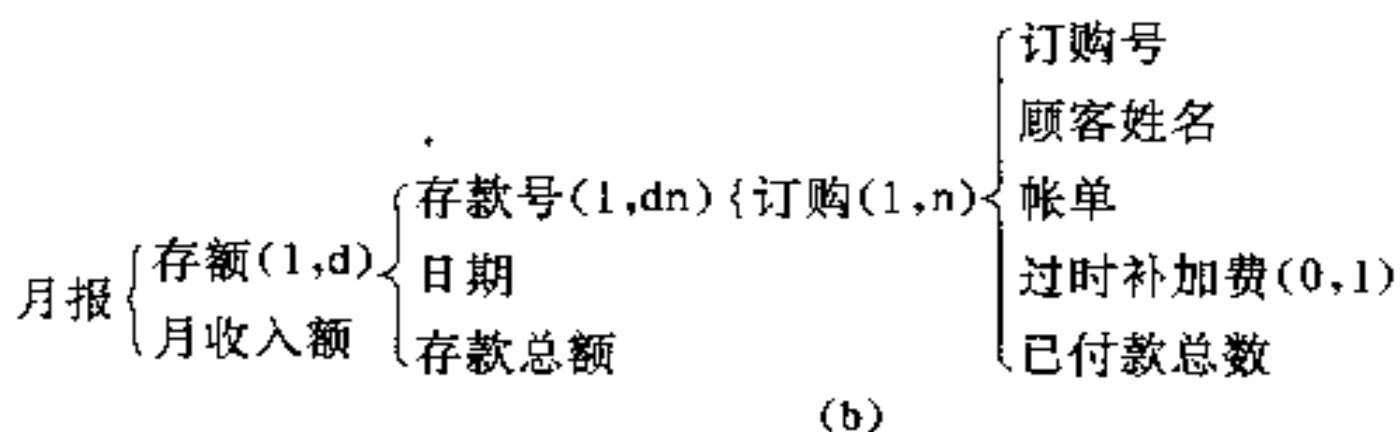 订购号
顾客姓名
存款号(1,dn){订购(1,n) 帐单
存额(1,d) 日期 过时补加费(0,1)
月报 月收入额 存款总额 已付款总数
(b)